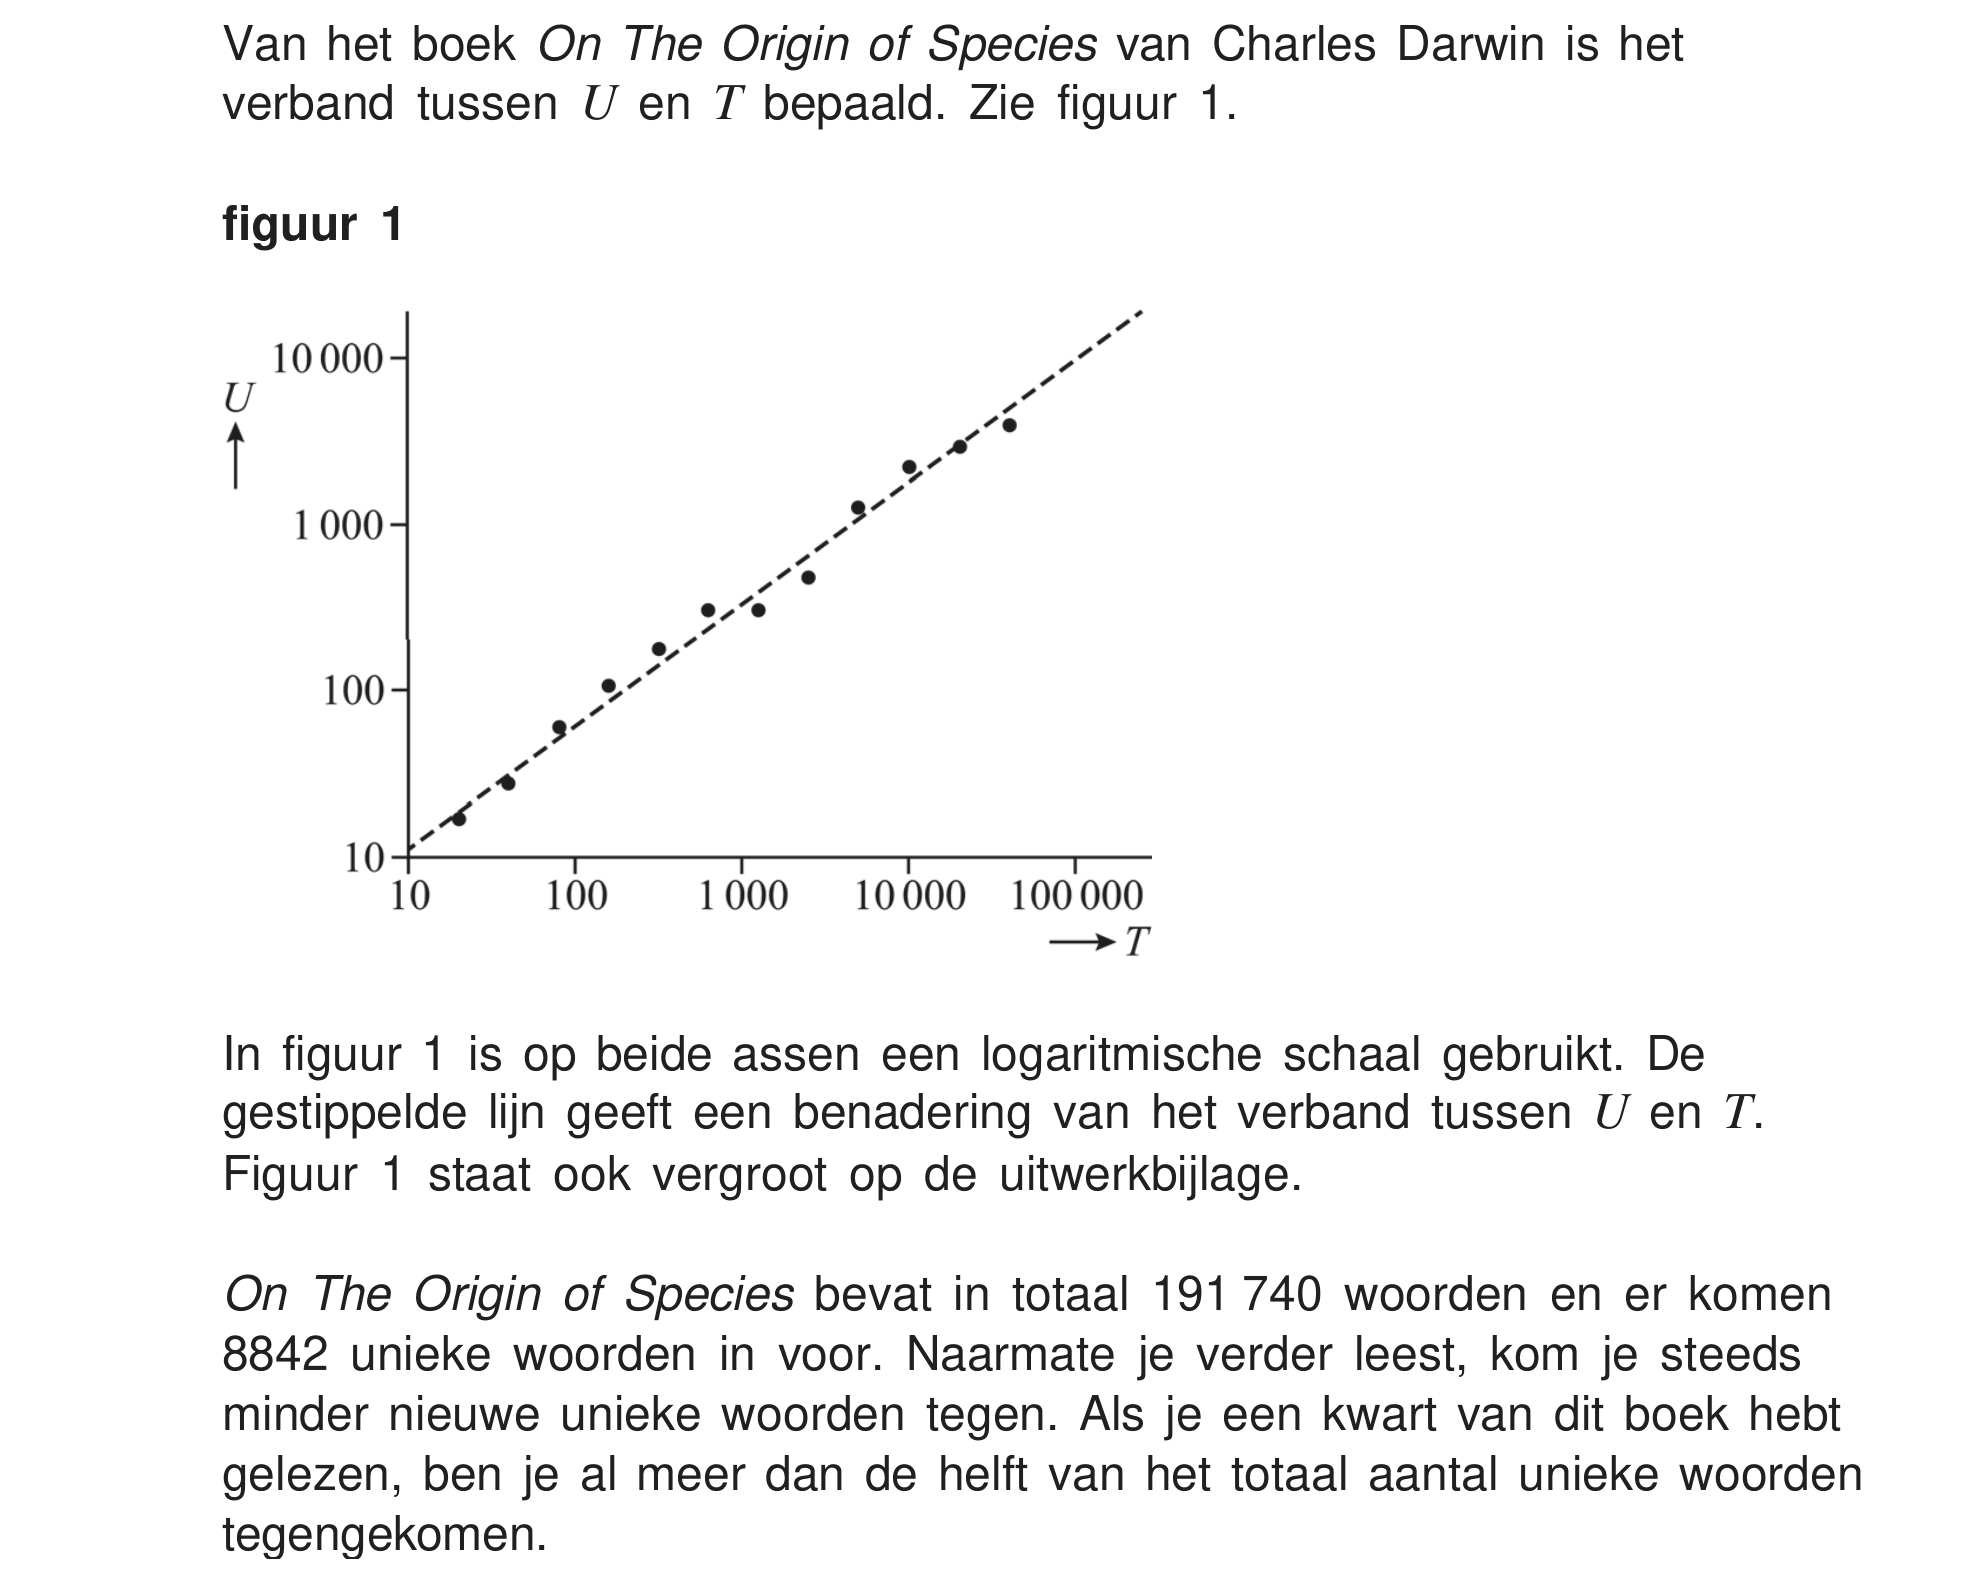 Van het boek On The Origin of Species van Charles Darwin is het
verband tussen U en T bepaald. Zie figuur 1.
figuur 1
10 000
U
1 000
100
10
10 100 1 000 10 000 100 000
T
In figuur 1 is op beide assen een logaritmische schaal gebruikt. De
gestippelde lijn geeft een benadering van het verband tussen U en T.
Figuur 1 staat ook vergroot op de uitwerkbijlage.
On The Origin of Species bevat in totaal 191 740 woorden en er komen
8842 unieke woorden in voor. Naarmate je verder leest, kom je steeds
minder nieuwe unieke woorden tegen. Als je een kwart van dit boek hebt
gelezen, ben je al meer dan de helft van het totaal aantal unieke woorden
tegengekomen.